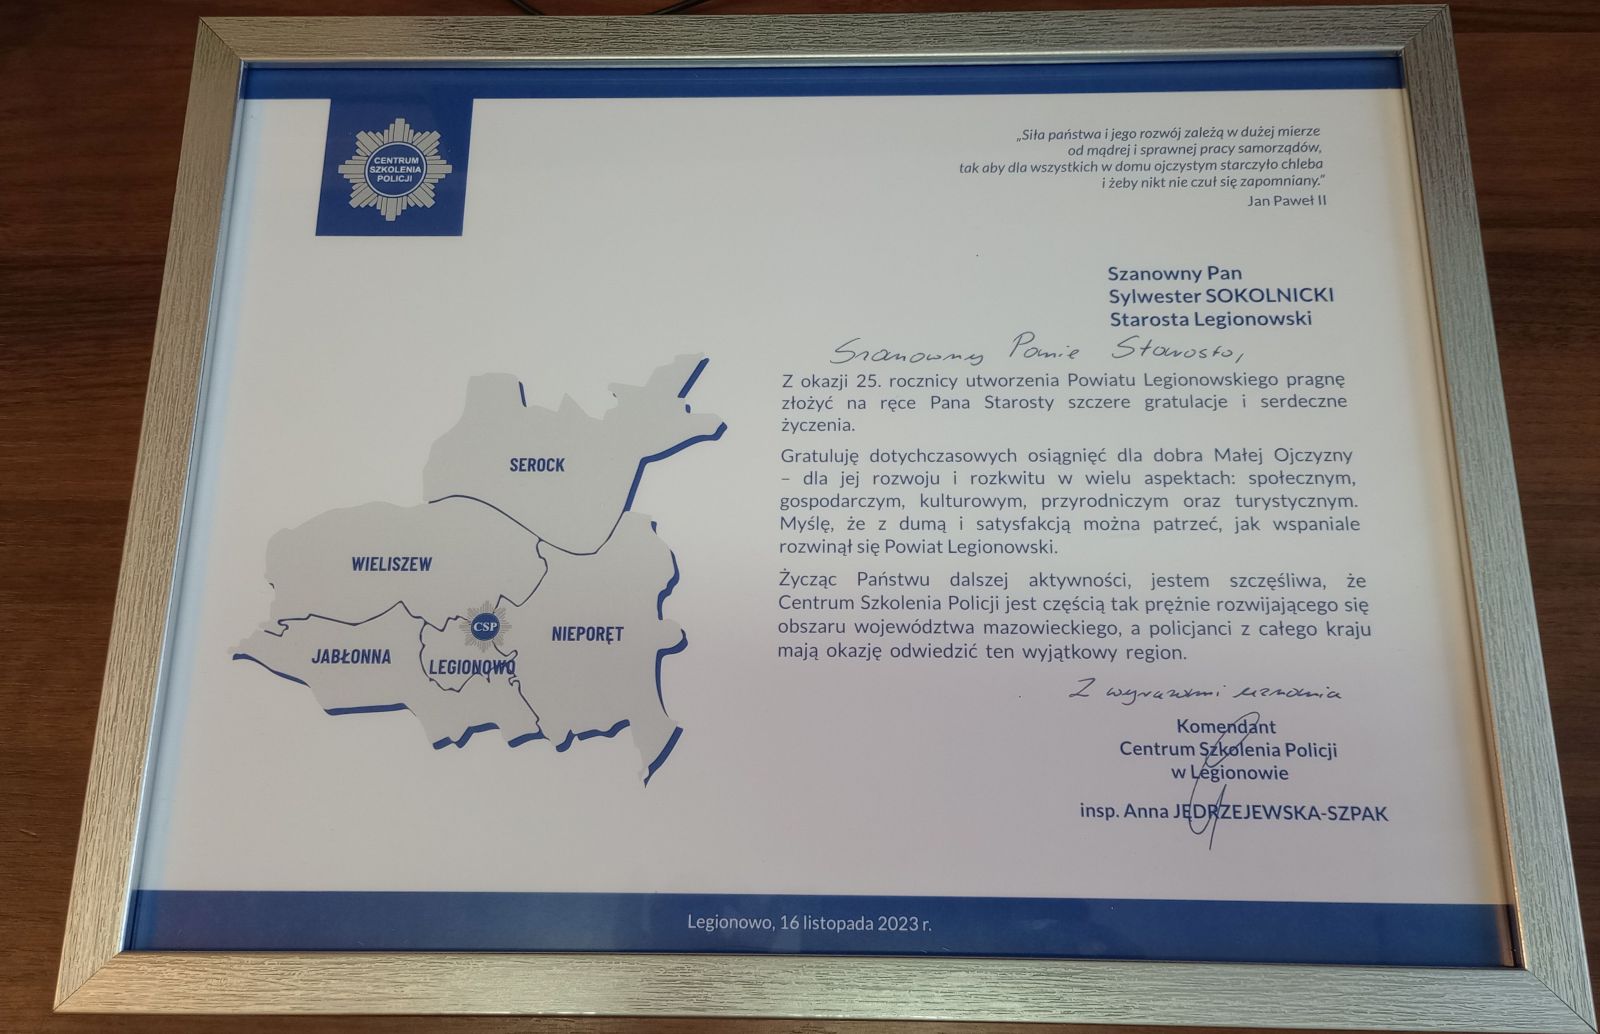 CENTRUM
SZKOLENIA
POLICJI
„Siła państwa i jego rozwój zależą w dużej mierze
od mądrej i sprawnej pracy samorządów,
tak aby dla wszystkich w domu ojczystym starczyło chleba
i żeby nikt nie czuł się zapomniany.”
Jan Paweł II
Szanowny Pan
Sylwester SOKOLNICKI
Starosta Legionowski
Szanowny Panie Starosto,
Z okazji 25. rocznicy utworzenia Powiatu Legionowskiego pragnę
złożyć na ręce Pana Starosty szczere gratulacje i serdeczne
życzenia.
Gratuluję dotychczasowych osiągnięć dla dobra Małej Ojczyzny
– dla jej rozwoju i rozkwitu w wielu aspektach: społecznym,
gospodarczym, kulturowym, przyrodniczym oraz turystycznym.
Myślę, że z dumą i satysfakcją można patrzeć, jak wspaniale
rozwinął się Powiat Legionowski.
Życząc Państwu dalszej aktywności, jestem szczęśliwa, że
Centrum Szkolenia Policji jest częścią tak prężnie rozwijającego się
obszaru województwa mazowieckiego, a policjanci z całego kraju
mają okazję odwiedzić ten wyjątkowy region.
Z wyrazami uznania
Komendant
Centrum Szkolenia Policji
w Legionowie
insp. Anna JĘDRZEJEWSKA-SZPAK
SEROCK
WIELISZEW
CSP
NIEPORĘT
JABŁONNA
LEGIONOWO
Legionowo, 16 listopada 2023 r.